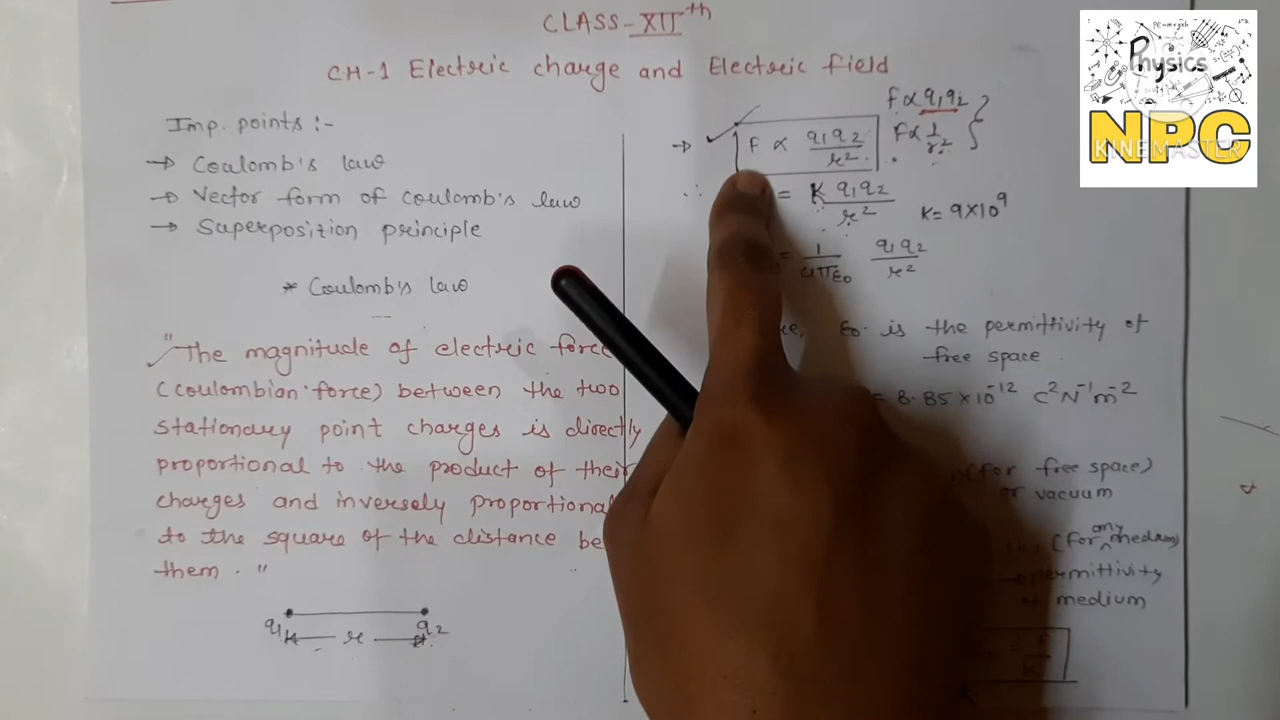 CLASS-XIIth
CH-1 Electric charge and Electric field
Imp. points :-
→ Coulomb's law
→ Vector form of coulomb's law
→ Superposition principle
* Coulomb's law
"The magnitude of electric force
(coulombian force) between the two
stationary point charges is directly
proportional to the product of their
charges and inversely proportional
to the square of the distance be
them."
q1 q2
r
F ∝ q1q2
F ∝ 1/r²
→ F ∝ q1q2/r²
∴ = K q1q2/r² K = 9×10⁹
= 1/4πε0 q1q2/r²
ε0 is the permittivity of
free space.
= 8.85×10⁻¹² C²N⁻¹m⁻²
(for free space)
or vacuum
(for any medium)
→ permittivity
of medium
= F/K
Physics
NPC
KINEMASTER